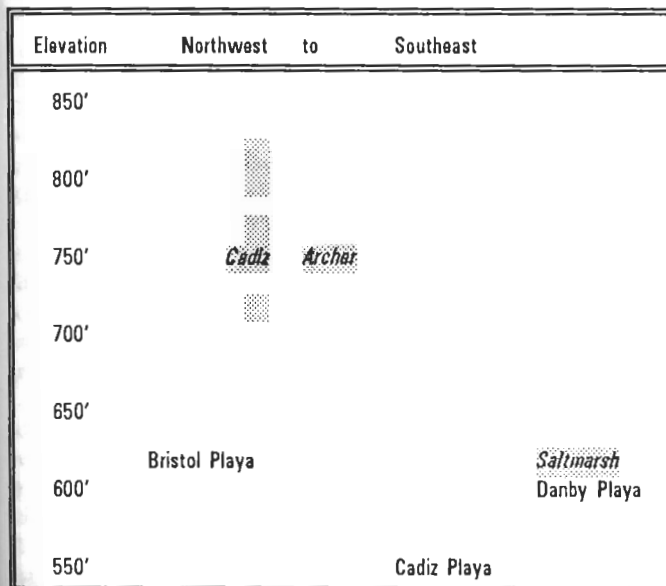 Elevation Northwest to Southeast
850'
800'
750' Cadiz Archer
700'
650'
Bristol Playa Saltmarsh
600' Danby Playa
550' Cadiz Playa